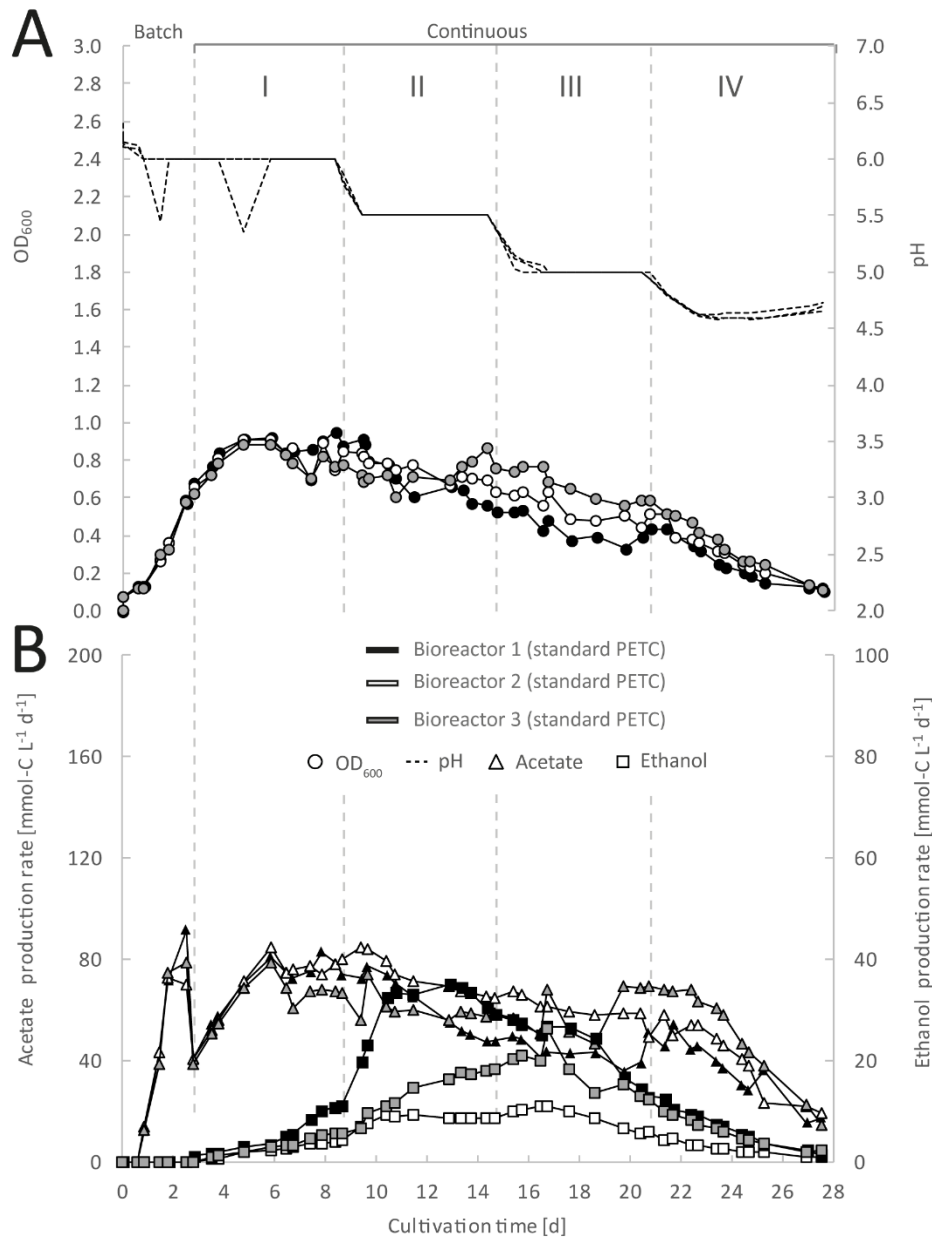 A
Batch
Continuous
I
II
III
IV
3.0
2.8
2.6
2.4
2.2
2.0
1.8
1.6
1.4
1.2
1.0
0.8
0.6
0.4
0.2
0.0
OD600
7.0
6.5
6.0
5.5
5.0
4.5
4.0
3.5
3.0
2.5
2.0
pH
B
Bioreactor 1 (standard PETC)
Bioreactor 2 (standard PETC)
Bioreactor 3 (standard PETC)
OD600 pH Acetate Ethanol
200
160
120
80
40
0
Acetate production rate [mmol-C L-1 d-1]
100
80
60
40
20
0
Ethanol production rate [mmol-C L-1 d-1]
0 2 4 6 8 10 12 14 16 18 20 22 24 26 28
Cultivation time [d]